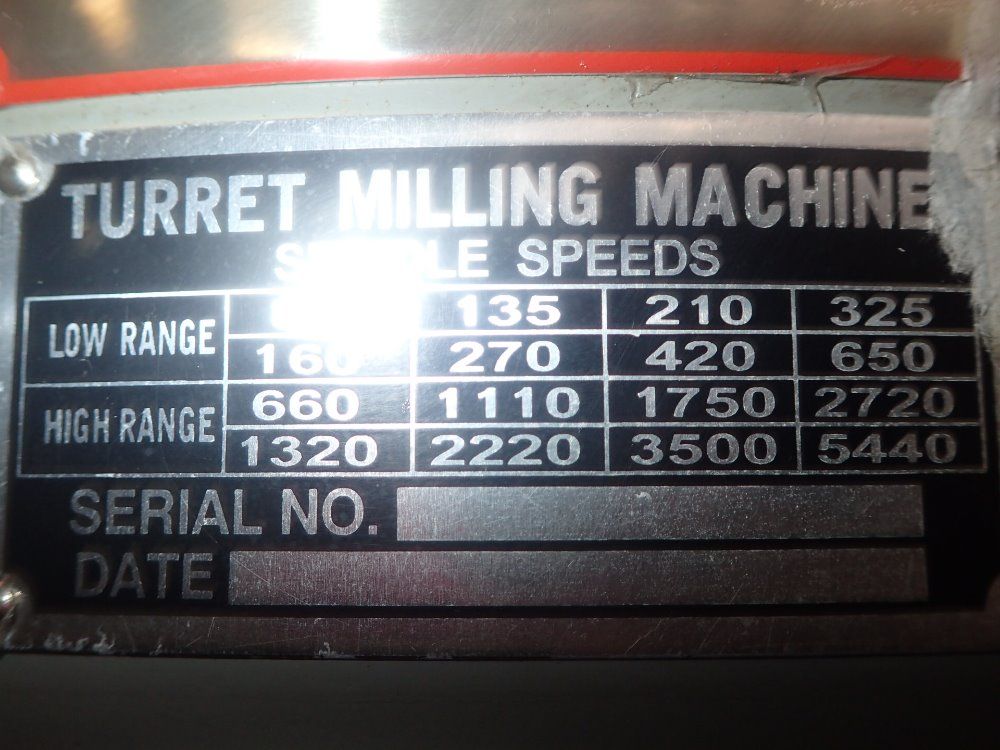 TURRET MILLING MACHINE
SPINDLE SPEEDS
LOW RANGE
135 210 325
160 270 420 650
HIGH RANGE
660 1110 1750 2720
1320 2220 3500 5440
SERIAL NO.
DATE